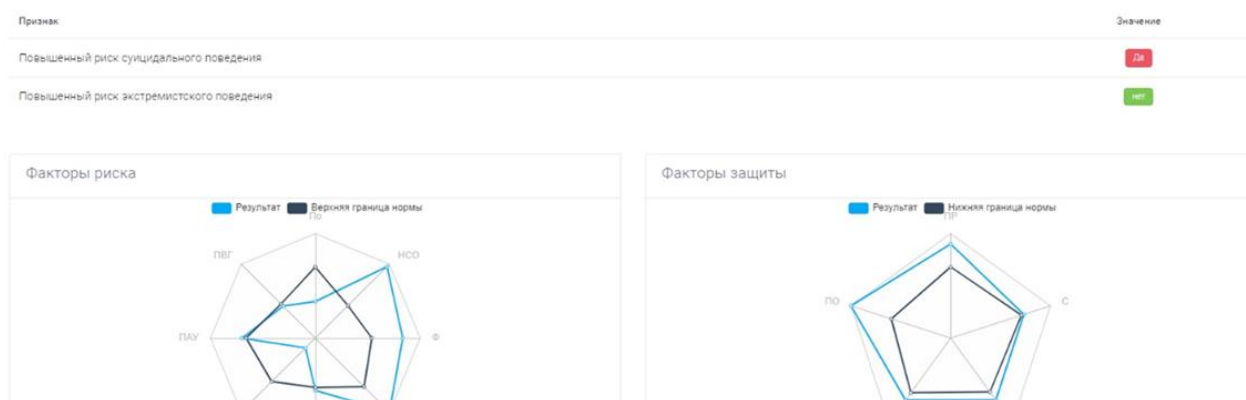 Признак Значение
Повышенный риск суицидального поведения Да
Повышенный риск экстремистского поведения нет
Факторы риска
Результат Верхняя граница нормы
По
ПВГ НСО
ПАУ Ф
Факторы защиты
Результат Нижняя граница нормы
ПР
ПО С